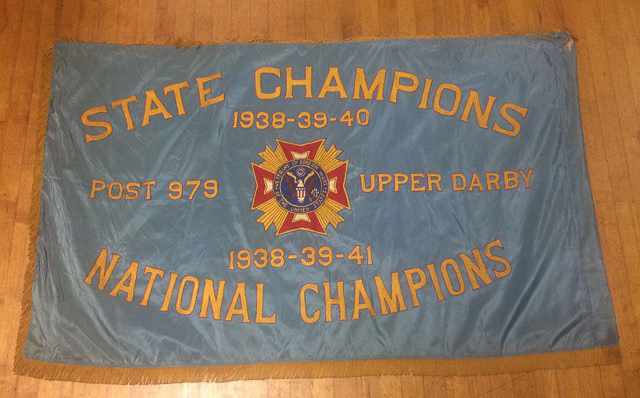 STATE CHAMPIONS
1938-39-40
POST 979
UPPER DARBY
1938-39-41
NATIONAL CHAMPIONS